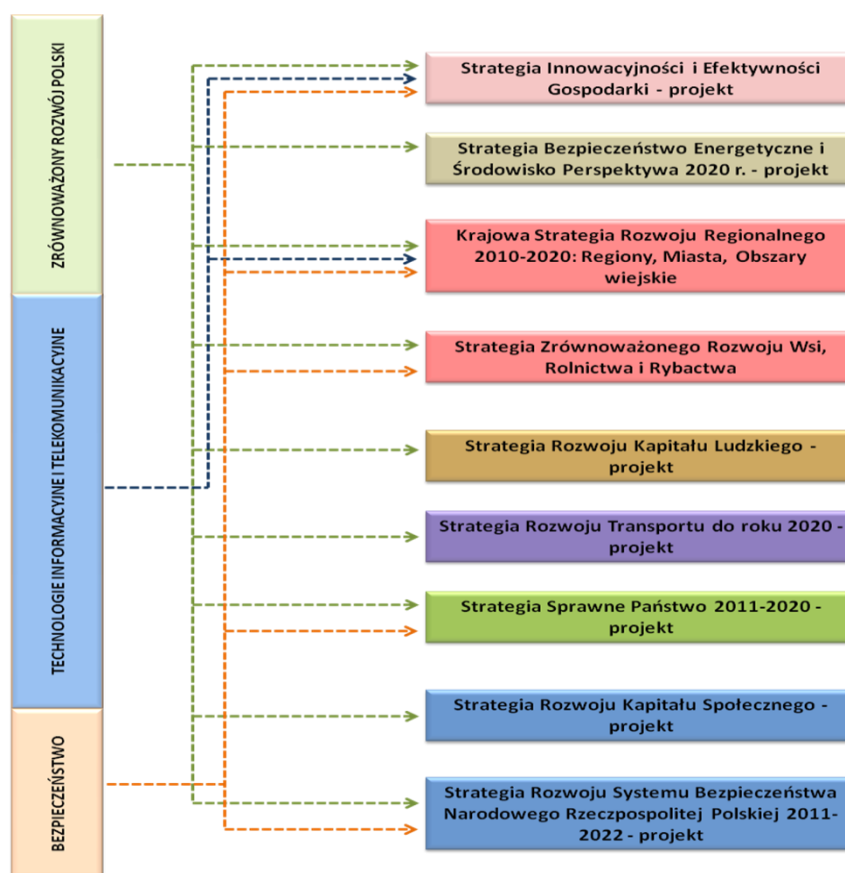 ZRÓWNOWAŻONY ROZWÓJ POLSKI
TECHNOLOGIE INFORMACYJNE I TELEKOMUNIKACYJNE
BEZPIECZEŃSTWO
Strategia Innowacyjności i Efektywności
Gospodarki - projekt
Strategia Bezpieczeństwo Energetyczne i
Środowisko Perspektywa 2020 r. - projekt
Krajowa Strategia Rozwoju Regionalnego
2010-2020: Regiony, Miasta, Obszary
wiejskie
Strategia Zrównoważonego Rozwoju Wsi,
Rolnictwa i Rybactwa
Strategia Rozwoju Kapitału Ludzkiego -
projekt
Strategia Rozwoju Transportu do roku 2020 -
projekt
Strategia Sprawne Państwo 2011-2020 -
projekt
Strategia Rozwoju Kapitału Społecznego -
projekt
Strategia Rozwoju Systemu Bezpieczeństwa
Narodowego Rzeczpospolitej Polskiej 2011-
2022 - projekt